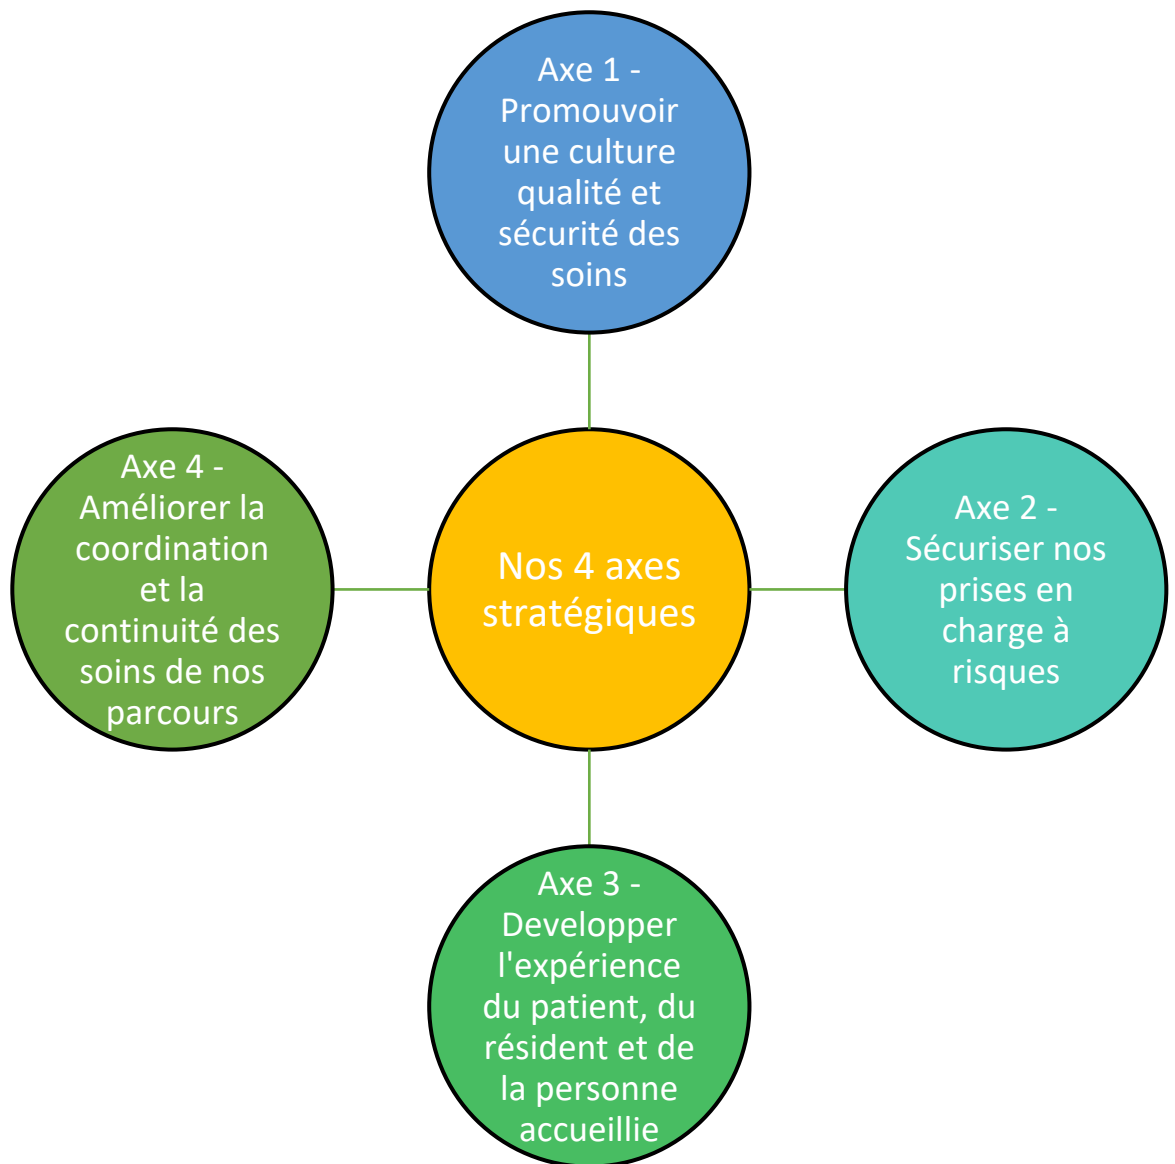 Axe 1 -
Promouvoir
une culture
qualité et
sécurité des
soins
Axe 4 -
Améliorer la
coordination
et la
continuité des
soins de nos
parcours
Nos 4 axes
stratégiques
Axe 2 -
Sécuriser nos
prises en
charge à
risques
Axe 3 -
Developper
l'expérience
du patient, du
résident et de
la personne
accueillie